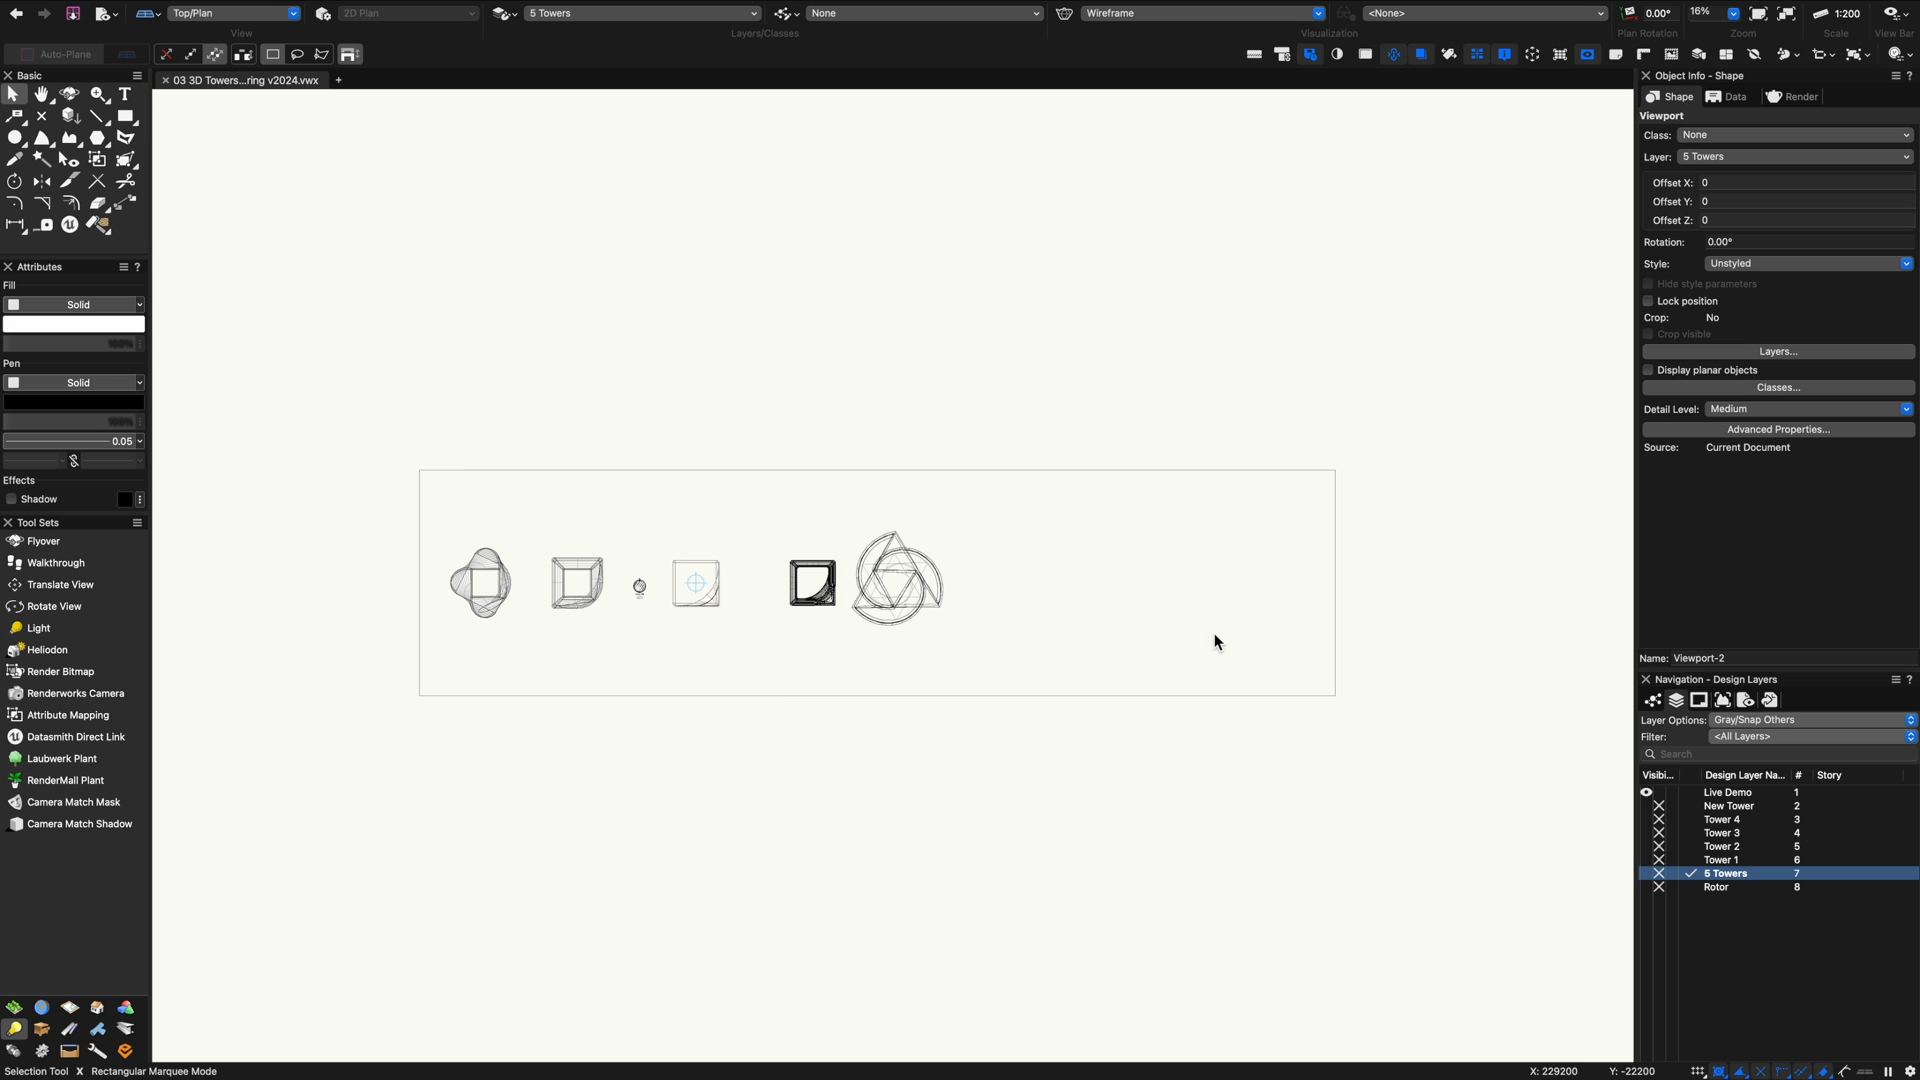 Top/Plan
2D Plan
5 Towers
None
Wireframe
<None>
0.00°
16%
1:200
View
Layers/Classes
Visualization
Plan Rotation
Zoom
Scale
View Bar
Auto-Plane
Basic
03 3D Towers...ring v2024.vwx
Object Info - Shape
Shape
Data
Render
Viewport
Class: None
Layer: 5 Towers
Offset X: 0
Offset Y: 0
Offset Z: 0
Rotation: 0.00°
Style: Unstyled
Hide style parameters
Lock position
Crop: No
Crop visible
Layers...
Display planar objects
Classes...
Detail Level: Medium
Advanced Properties...
Source: Current Document
Name: Viewport-2
Attributes
Fill
Solid
100%
Pen
Solid
100%
0.05
Effects
Shadow
Tool Sets
Flyover
Walkthrough
Translate View
Rotate View
Light
Heliodon
Render Bitmap
Renderworks Camera
Attribute Mapping
Datasmith Direct Link
Laubwerk Plant
RenderMall Plant
Camera Match Mask
Camera Match Shadow
Navigation - Design Layers
Layer Options: Gray/Snap Others
Filter: <All Layers>
Search
Visibi... Design Layer Na... # Story
Live Demo 1
New Tower 2
Tower 4 3
Tower 3 4
Tower 2 5
Tower 1 6
5 Towers 7
Rotor 8
Selection Tool X Rectangular Marquee Mode
X: 229200 Y: -22200